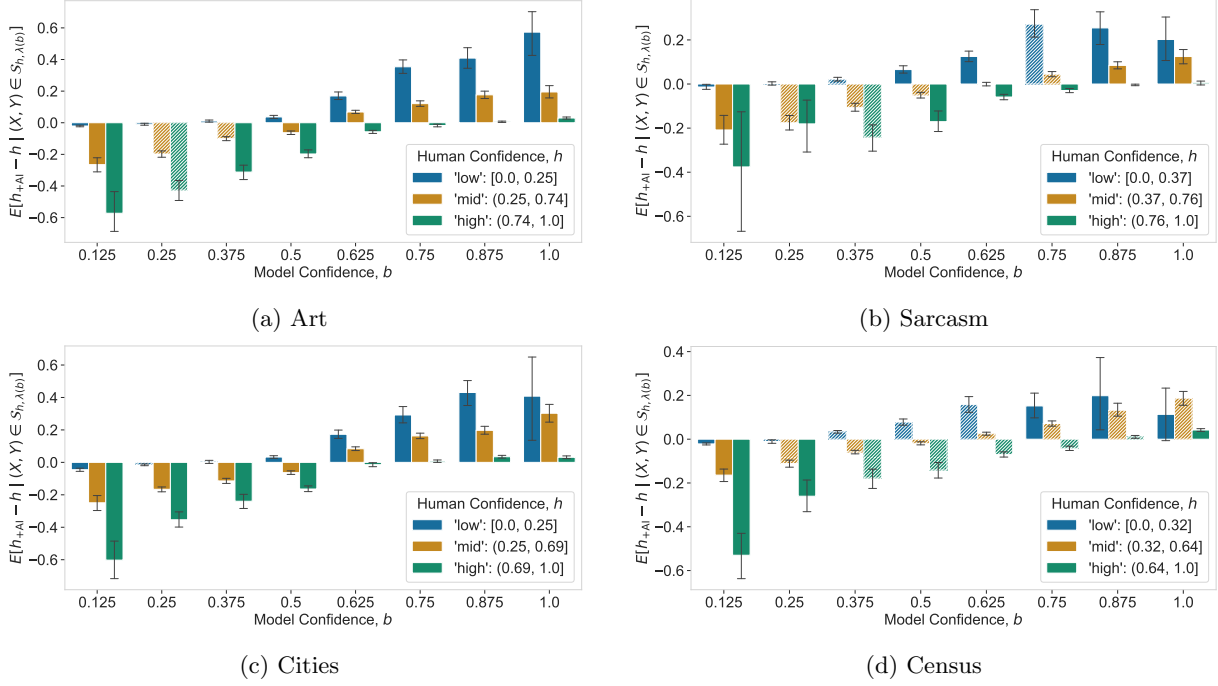 E[h+AI − h | (X, Y) ∈ Sh, λ(b)]
0.6
0.4
0.2
0.0
−0.2
−0.4
−0.6
Human Confidence, h
'low': [0.0, 0.25]
'mid': (0.25, 0.74]
'high': (0.74, 1.0]
0.125 0.25 0.375 0.5 0.625 0.75 0.875 1.0
Model Confidence, b
(a) Art
E[h+AI − h | (X, Y) ∈ Sh, λ(b)]
0.2
0.0
−0.2
−0.4
−0.6
Human Confidence, h
'low': [0.0, 0.37]
'mid': (0.37, 0.76]
'high': (0.76, 1.0]
0.125 0.25 0.375 0.5 0.625 0.75 0.875 1.0
Model Confidence, b
(b) Sarcasm
E[h+AI − h | (X, Y) ∈ Sh, λ(b)]
0.6
0.4
0.2
0.0
−0.2
−0.4
−0.6
Human Confidence, h
'low': [0.0, 0.25]
'mid': (0.25, 0.69]
'high': (0.69, 1.0]
0.125 0.25 0.375 0.5 0.625 0.75 0.875 1.0
Model Confidence, b
(c) Cities
E[h+AI − h | (X, Y) ∈ Sh, λ(b)]
0.4
0.2
0.0
−0.2
−0.4
−0.6
Human Confidence, h
'low': [0.0, 0.32]
'mid': (0.32, 0.64]
'high': (0.64, 1.0]
0.125 0.25 0.375 0.5 0.625 0.75 0.875 1.0
Model Confidence, b
(d) Census